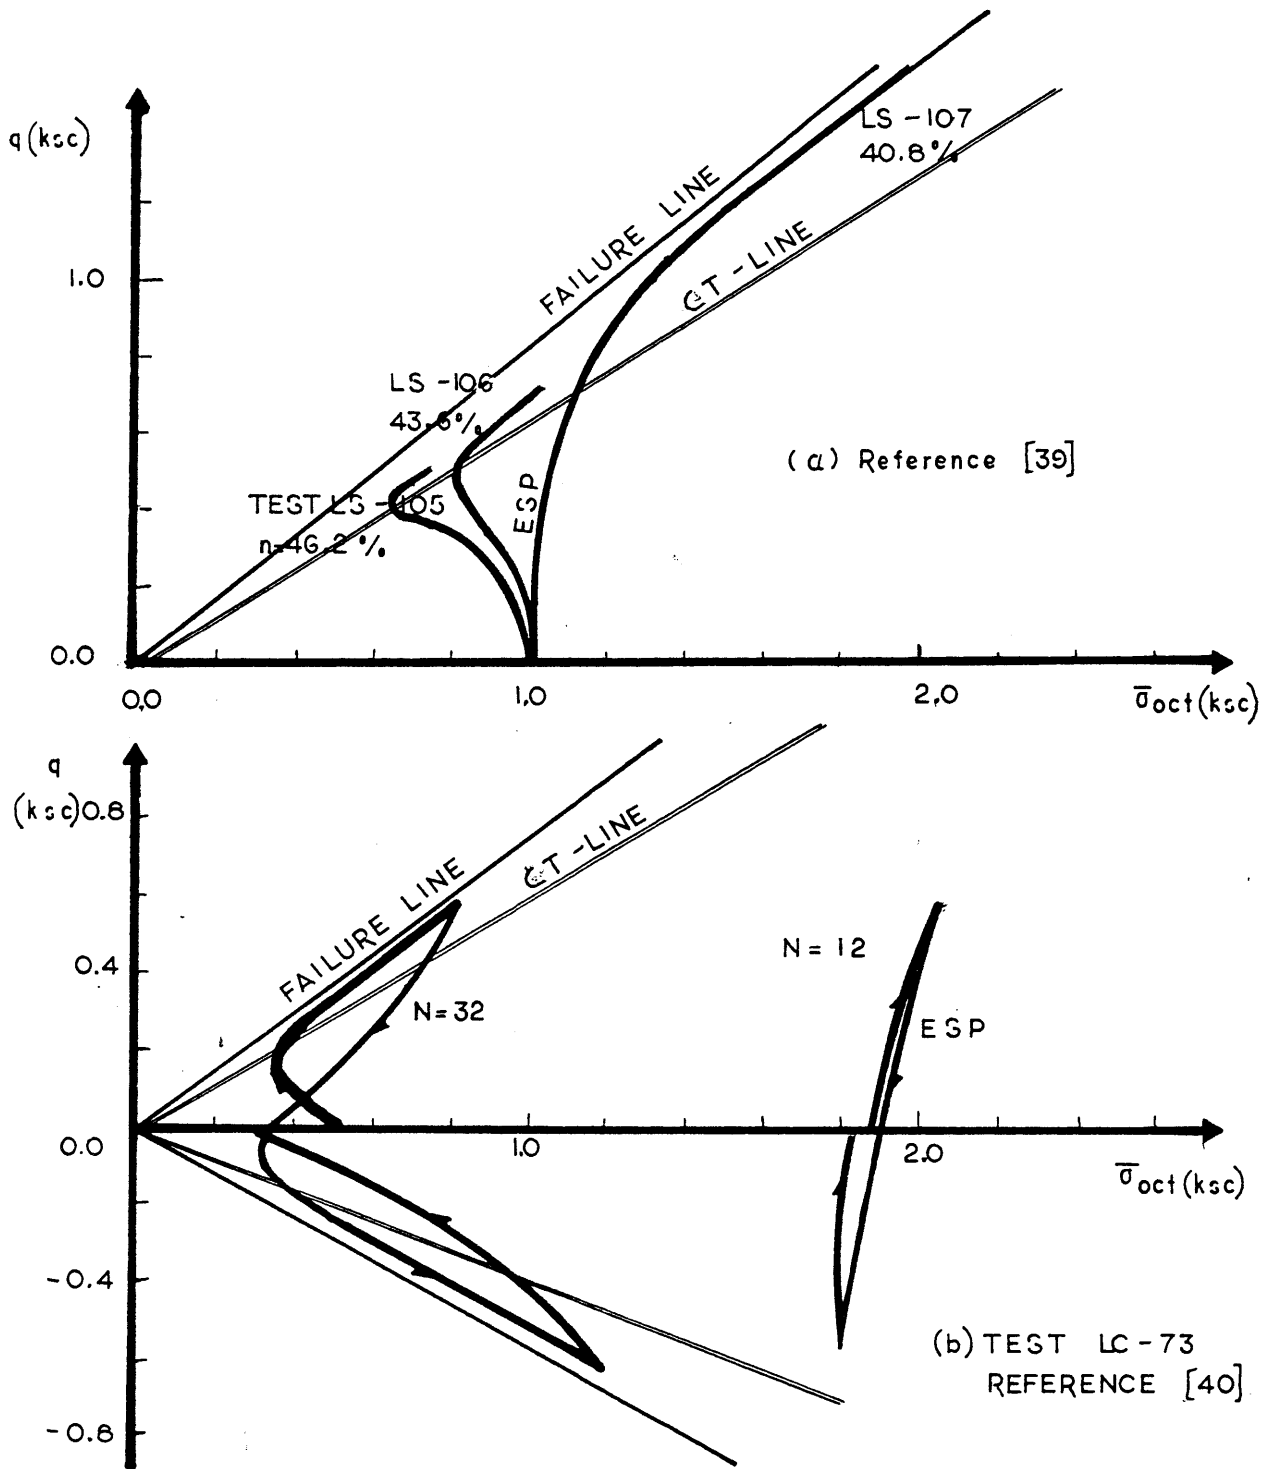 q(ksc)
LS-107
40.8%
FAILURE LINE
CT-LINE
1.0
LS-106
43.6%
(a) Reference [39]
ESP
TEST LS-105
n=46.2%
0.0
0,0
1.0
2,0
σ̅oct(ksc)
q
(ksc)
0.8
CT-LINE
FAILURE LINE
N=12
0.4
N=32
ESP
0.0
1.0
2.0
σ̅oct(ksc)
-0.4
(b) TEST LC-73
REFERENCE [40]
-0.8